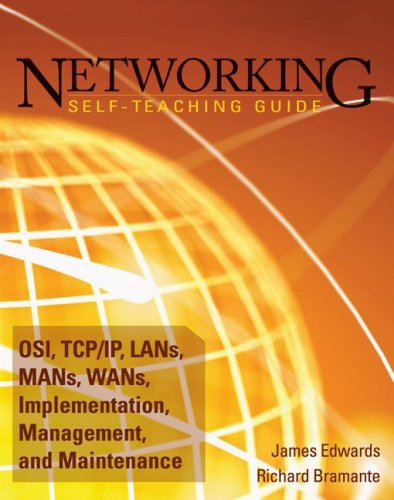 NETWORKING
SELF-TEACHING GUIDE
OSI, TCP/IP, LANs,
MANs, WANs,
Implementation,
Management,
and Maintenance
James Edwards
Richard Bramante